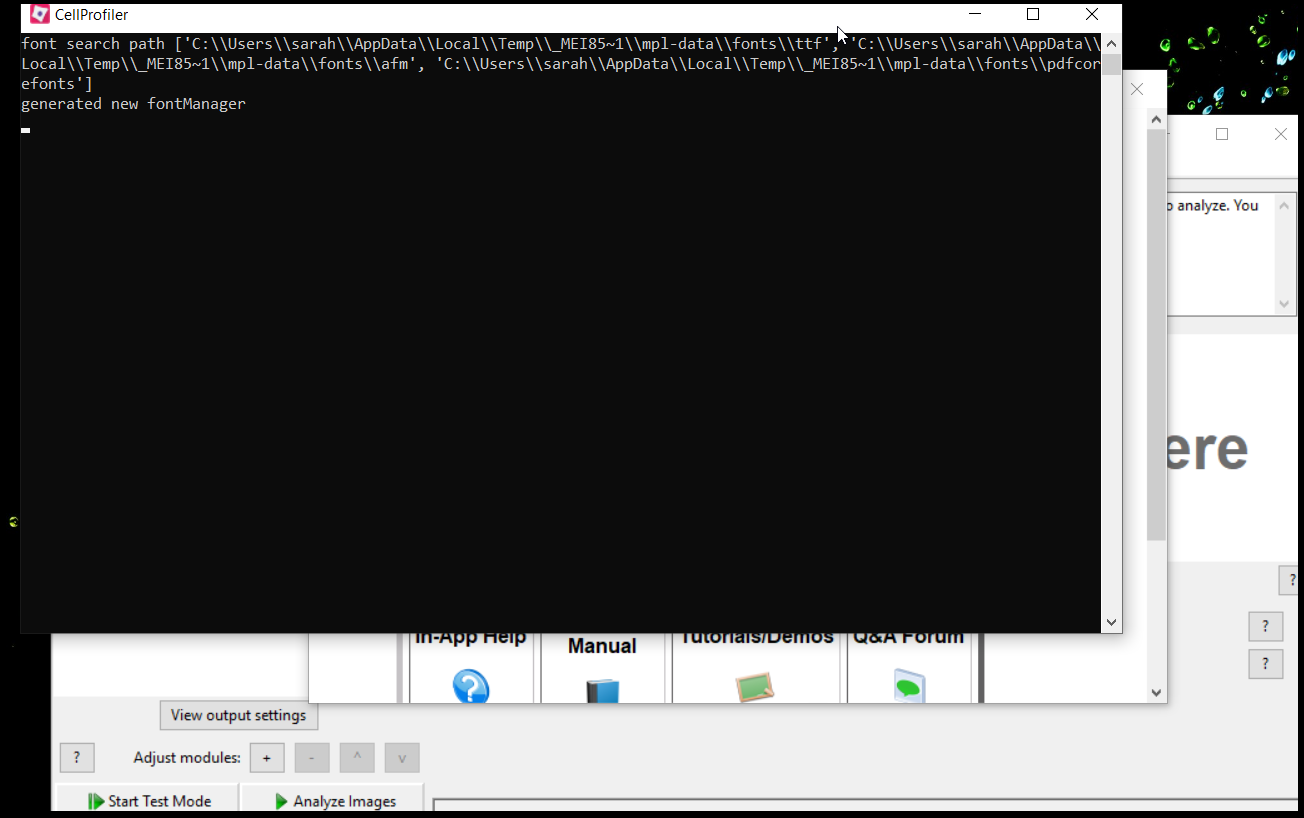 CellProfiler
font search path ['C:\\Users\\sarah\\AppData\\Local\\Temp\\_MEI85~1\\mpl-data\\fonts\\ttf', 'C:\\Users\\sarah\\AppData\\
Local\\Temp\\_MEI85~1\\mpl-data\\fonts\\afm', 'C:\\Users\\sarah\\AppData\\Local\\Temp\\_MEI85~1\\mpl-data\\fonts\\pdfcor
efonts']
generated new fontManager
o analyze. You
ere
?
?
?
In-App Help
Manual
Tutorials/Demos
Q&A Forum
View output settings
? Adjust modules: + - ^ v
Start Test Mode Analyze Images